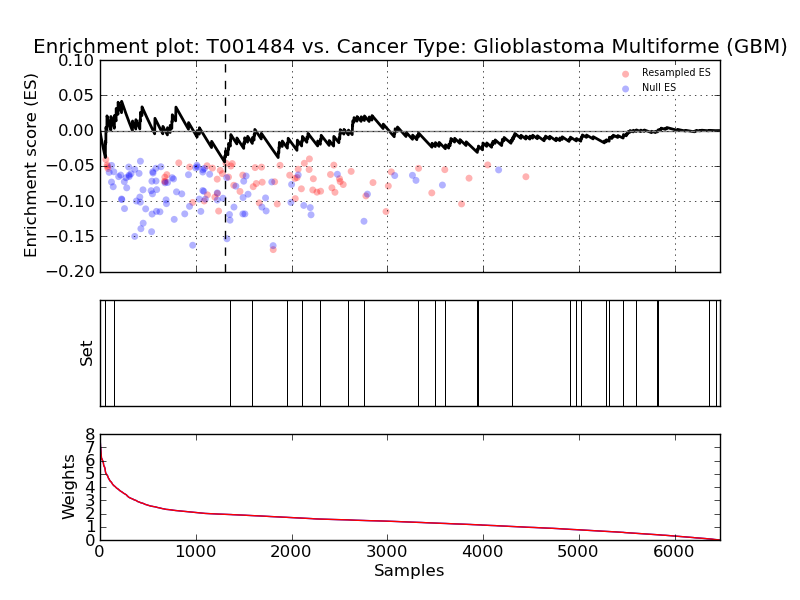 Enrichment plot: T001484 vs. Cancer Type: Glioblastoma Multiforme (GBM)
0.10
0.05
0.00
−0.05
−0.10
−0.15
−0.20
Enrichment score (ES)
Resampled ES
Null ES
Set
8
7
6
5
4
3
2
1
0
Weights
0 1000 2000 3000 4000 5000 6000
Samples